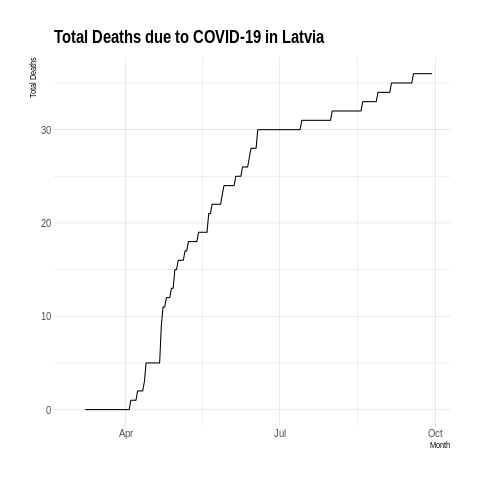 Total Deaths due to COVID-19 in Latvia
Total Deaths
30
20
10
0
Apr Jul Oct
Month